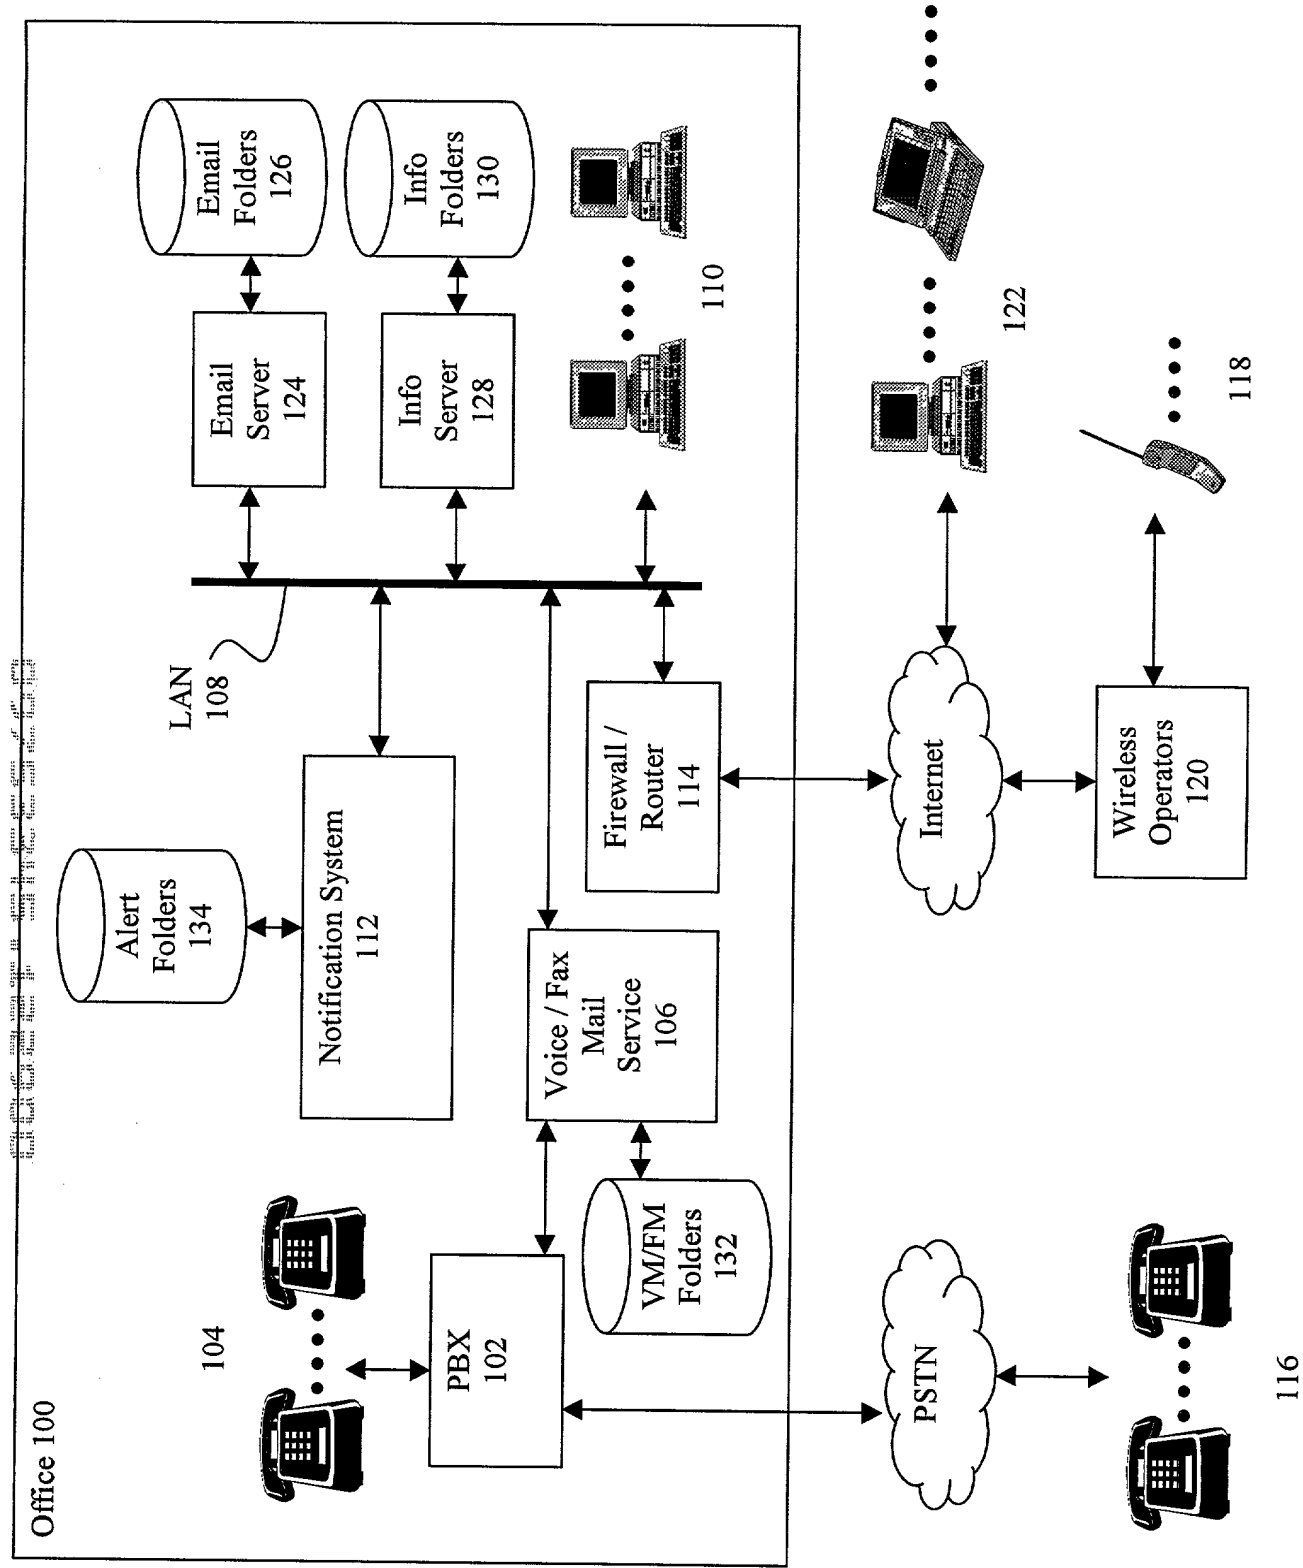 Office 100
104
PBX
102
VM/FM
Folders
132
Alert
Folders
134
Notification System
112
Voice / Fax
Mail
Service
106
LAN
108
Firewall /
Router
114
Email
Server
124
Email
Folders
126
Info
Server
128
Info
Folders
130
110
PSTN
116
Internet
Wireless
Operators
120
122
118